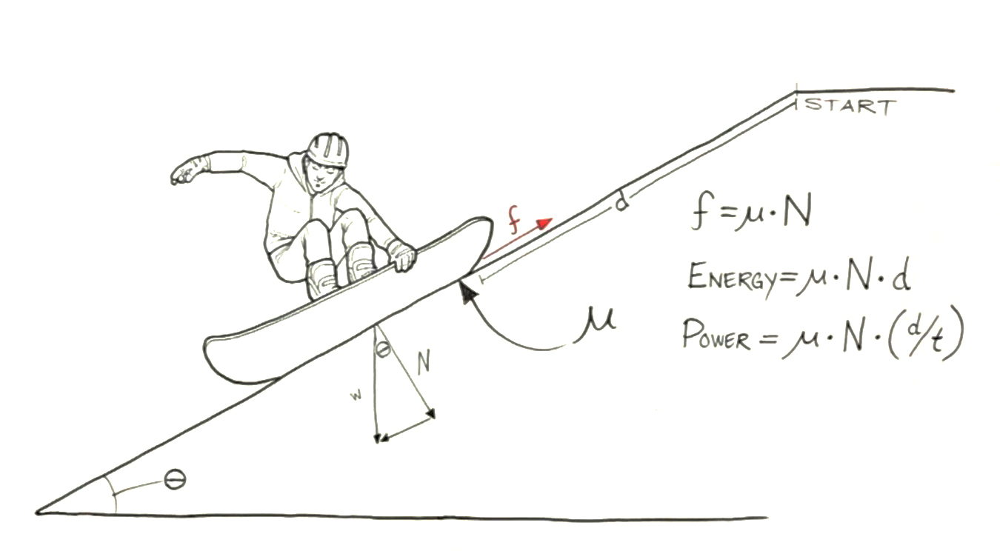 START
f
d
f = μ · N
ENERGY = μ · N · d
POWER = μ · N · (d/t)
μ
θ
N
w
θ